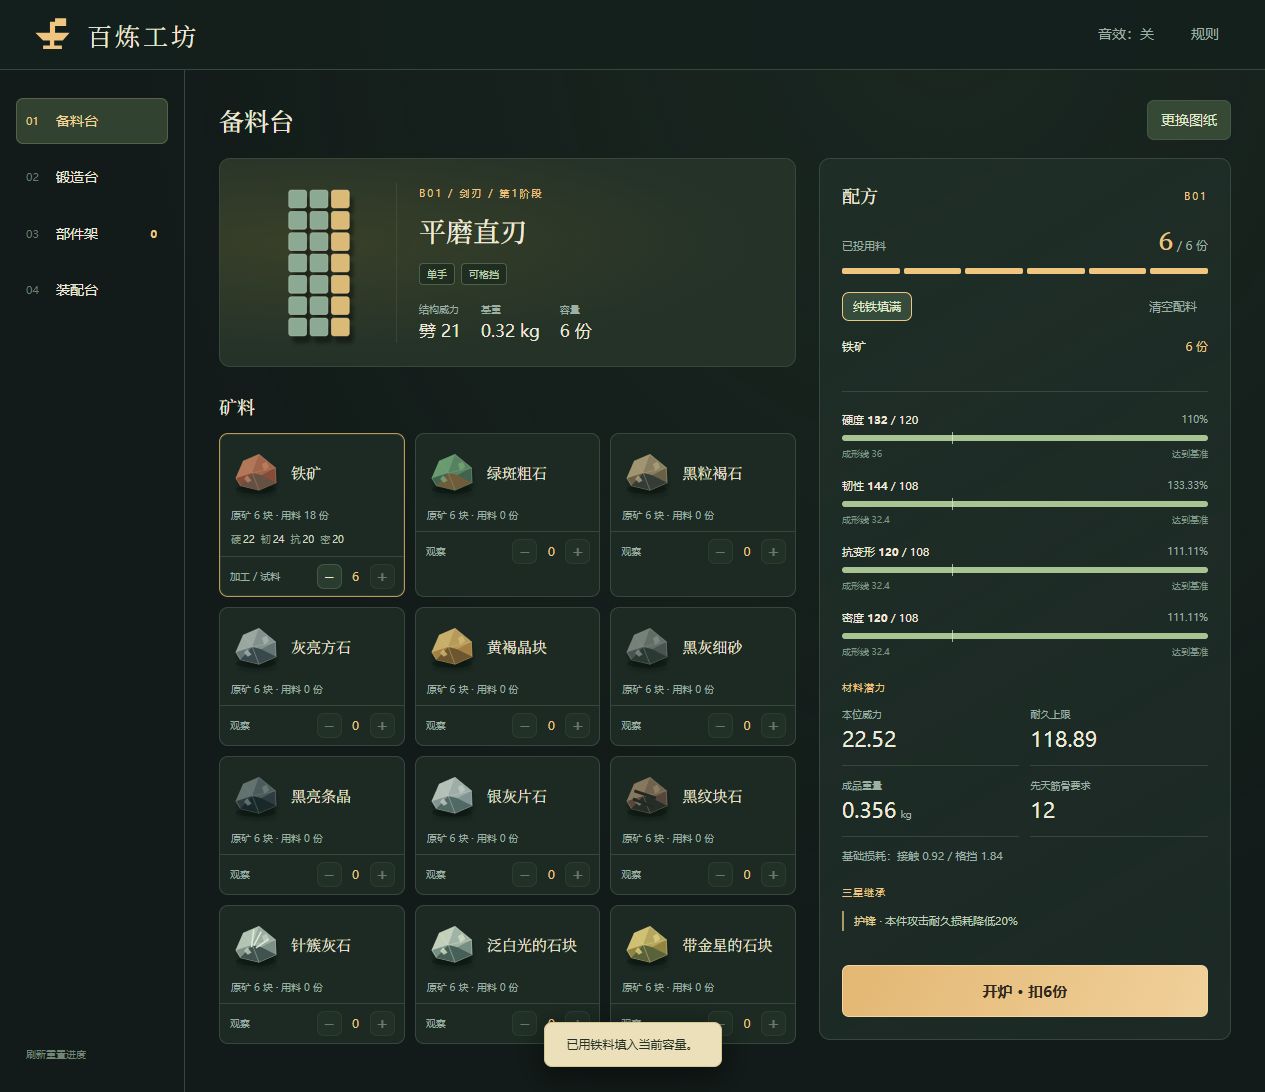 百炼工坊
音效：关
规则
01 备料台
02 锻造台
03 部件架 0
04 装配台
刷新重置进度
备料台
更换图纸
B01 / 剑刃 / 第1阶段
平磨直刃
单手 可格挡
结构威力 基重 容量
劈 21 0.32 kg 6 份
矿料
铁矿
原矿 6 块 · 用料 18 份
硬22 韧24 抗20 密20
加工 / 试料 − 6 +
绿斑粗石
原矿 6 块 · 用料 0 份
观察 − 0 +
黑粒褐石
原矿 6 块 · 用料 0 份
观察 − 0 +
灰亮方石
原矿 6 块 · 用料 0 份
观察 − 0 +
黄褐晶块
原矿 6 块 · 用料 0 份
观察 − 0 +
黑灰细砂
原矿 6 块 · 用料 0 份
观察 − 0 +
黑亮条晶
原矿 6 块 · 用料 0 份
观察 − 0 +
银灰片石
原矿 6 块 · 用料 0 份
观察 − 0 +
黑纹块石
原矿 6 块 · 用料 0 份
观察 − 0 +
针簇灰石
原矿 6 块 · 用料 0 份
观察 − 0 +
泛白光的石块
原矿 6 块 · 用料 0 份
观察 − 0 +
带金星的石块
原矿 6 块 · 用料 0 份
0 +
配方 B01
已投用料 6 / 6 份
纯铁填满 清空配料
铁矿 6 份
硬度 132 / 120 110%
成形线 36 达到基准
韧性 144 / 108 133.33%
成形线 32.4 达到基准
抗变形 120 / 108 111.11%
成形线 32.4 达到基准
密度 120 / 108 111.11%
成形线 32.4 达到基准
材料潜力
本位威力 耐久上限
22.52 118.89
成品重量 先天筋骨要求
0.356 kg 12
基础损耗：接触 0.92 / 格挡 1.84
三星继承
护锋 · 本件攻击耐久损耗降低20%
开炉 · 扣6份
已用铁料填入当前容量。